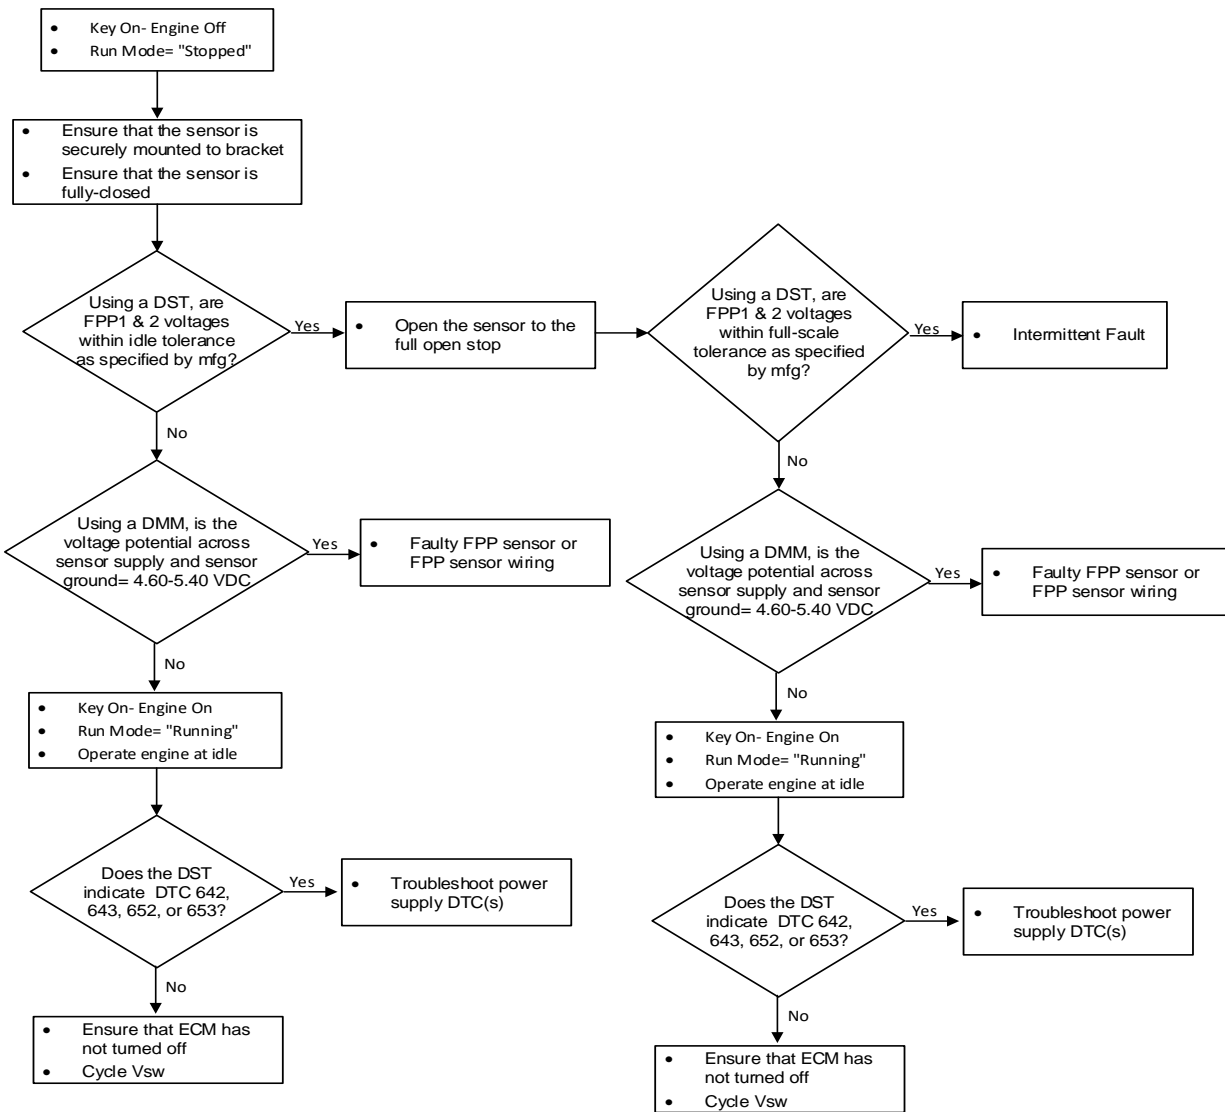 • Key On- Engine Off
• Run Mode= "Stopped"
• Ensure that the sensor is
securely mounted to bracket
• Ensure that the sensor is
fully-closed
Using a DST, are
FPP1 & 2 voltages
within idle tolerance
as specified by mfg?
Yes
• Open the sensor to the
full open stop
Using a DST, are
FPP1 & 2 voltages
within full-scale
tolerance as specified
by mfg?
Yes
• Intermittent Fault
No
Using a DMM, is the
voltage potential across
sensor supply and sensor
ground= 4.60-5.40 VDC
Yes
• Faulty FPP sensor or
FPP sensor wiring
No
Using a DMM, is the
voltage potential across
sensor supply and sensor
ground= 4.60-5.40 VDC
Yes
• Faulty FPP sensor or
FPP sensor wiring
No
• Key On- Engine On
• Run Mode= "Running"
• Operate engine at idle
No
• Key On- Engine On
• Run Mode= "Running"
• Operate engine at idle
Does the DST
indicate DTC 642,
643, 652, or 653?
Yes
• Troubleshoot power
supply DTC(s)
Does the DST
indicate DTC 642,
643, 652, or 653?
Yes
• Troubleshoot power
supply DTC(s)
No
• Ensure that ECM has
not turned off
• Cycle Vsw
No
• Ensure that ECM has
not turned off
• Cycle Vsw